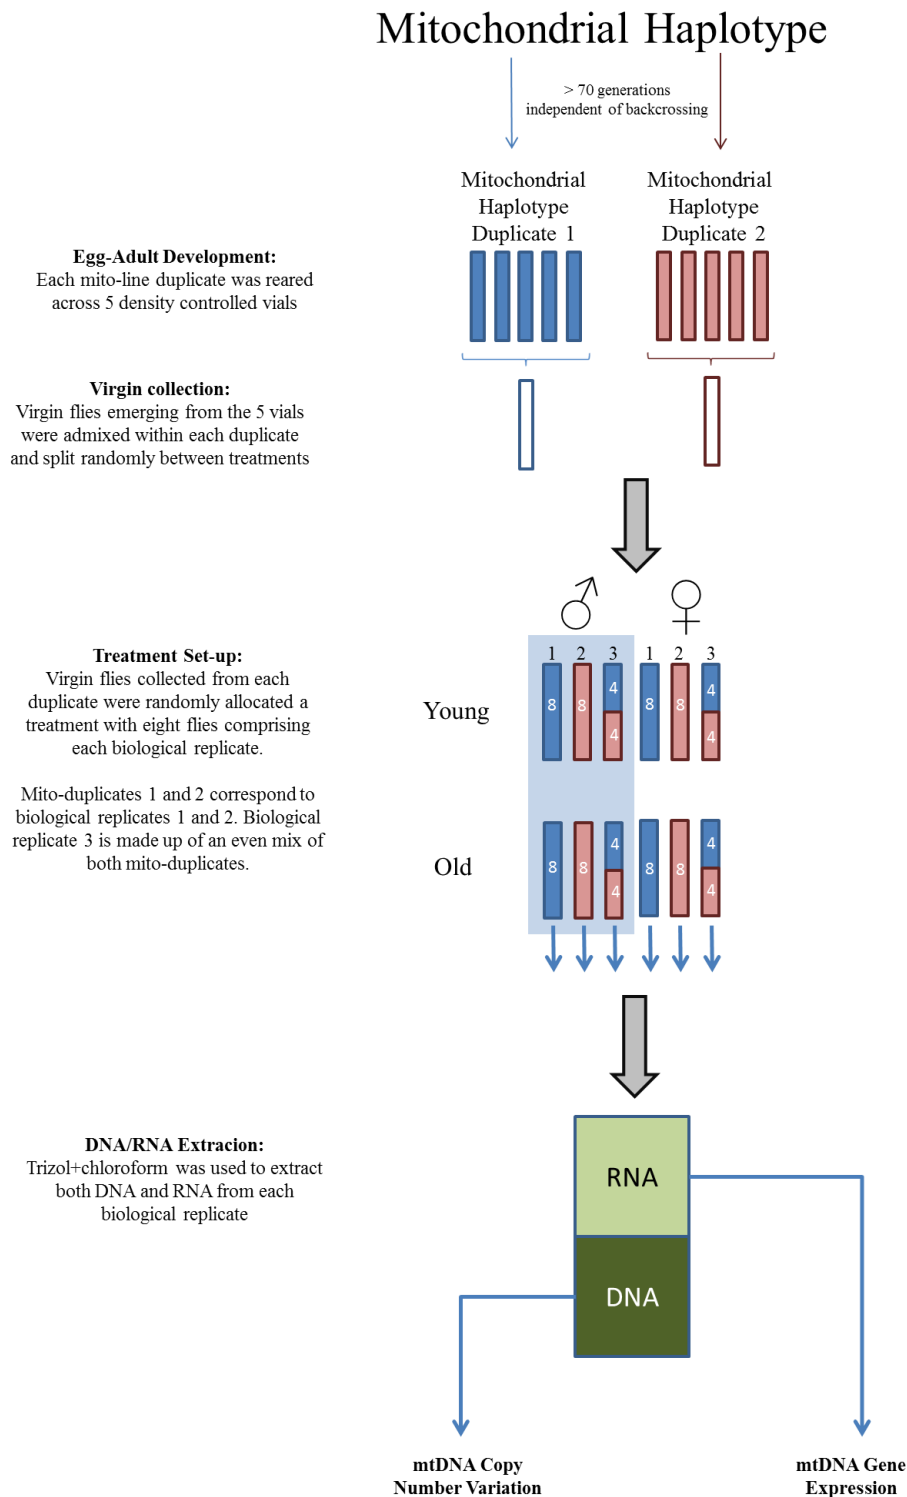 Mitochondrial Haplotype
> 70 generations
independent of backcrossing
Mitochondrial
Haplotype
Duplicate 1
Mitochondrial
Haplotype
Duplicate 2
Egg-Adult Development:
Each mito-line duplicate was reared
across 5 density controlled vials
Virgin collection:
Virgin flies emerging from the 5 vials
were admixed within each duplicate
and split randomly between treatments
Treatment Set-up:
Virgin flies collected from each
duplicate were randomly allocated a
treatment with eight flies comprising
each biological replicate.
Mito-duplicates 1 and 2 correspond to
biological replicates 1 and 2. Biological
replicate 3 is made up of an even mix of
both mito-duplicates.
♂ ♀
1 2 3 1 2 3
Young
8 8 4 4 8 8 4 4
Old
8 8 4 4 8 8 4 4
DNA/RNA Extracion:
Trizol+chloroform was used to extract
both DNA and RNA from each
biological replicate
RNA
DNA
mtDNA Copy
Number Variation
mtDNA Gene
Expression